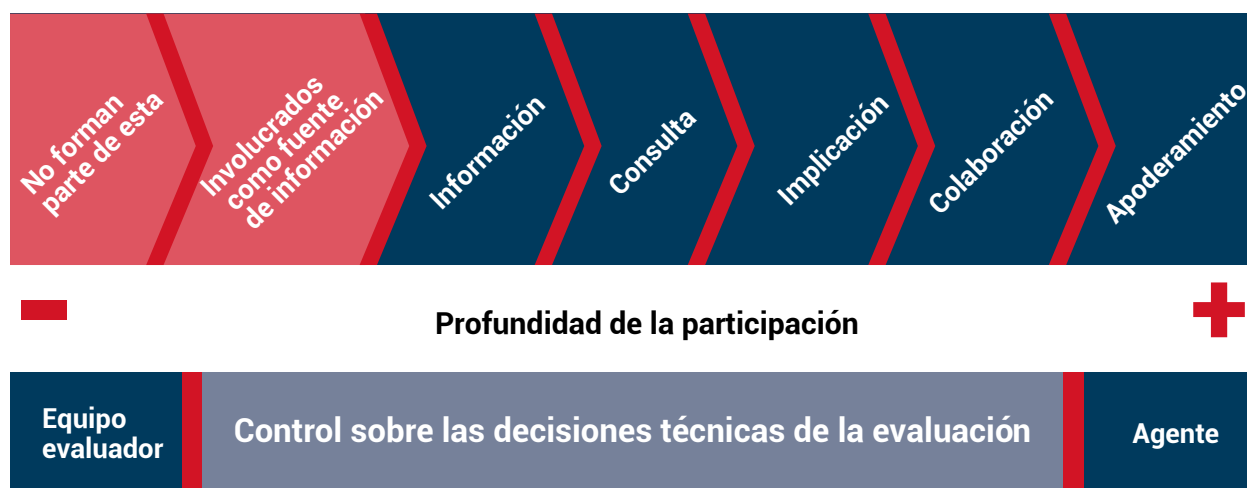 No forman
parte de esta
Involucrados
como fuente
de información
Información
Consulta
Implicación
Colaboración
Apoderamiento
Profundidad de la participación
Equipo
evaluador
Control sobre las decisiones técnicas de la evaluación
Agente